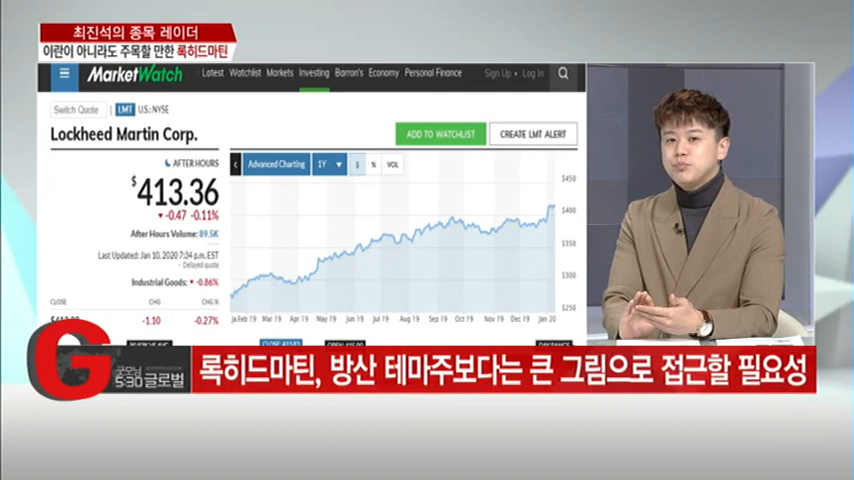 최진석의 종목 레이더
이란이 아니라도 주목할 만한 록히드마틴
MarketWatch
Latest Watchlist Markets Investing Barron's Economy Personal Finance Sign Up • Log In
Switch Quote | LMT U.S.: NYSE
Lockheed Martin Corp.
ADD TO WATCHLIST CREATE LMT ALERT
AFTER HOURS
$413.36
▼ -0.47 -0.11%
After Hours Volume: 89.5K
Last Updated: Jan 10, 2020 7:34 p.m. EST
Delayed quote
Industrial Goods: ▼ -0.86%
CLOSE CHG CHG %
-1.10 -0.27%
< Advanced Charting 1Y ▼ $ % VOL
$450
$400
$350
$300
$250
Feb 19 Mar 19 Apr 19 May 19 Jun 19 Jul 19 Aug 19 Sep 19 Oct 19 Nov 19 Dec 19 Jan 20
G
굿모닝
5:30 글로벌
록히드마틴, 방산 테마주보다는 큰 그림으로 접근할 필요성